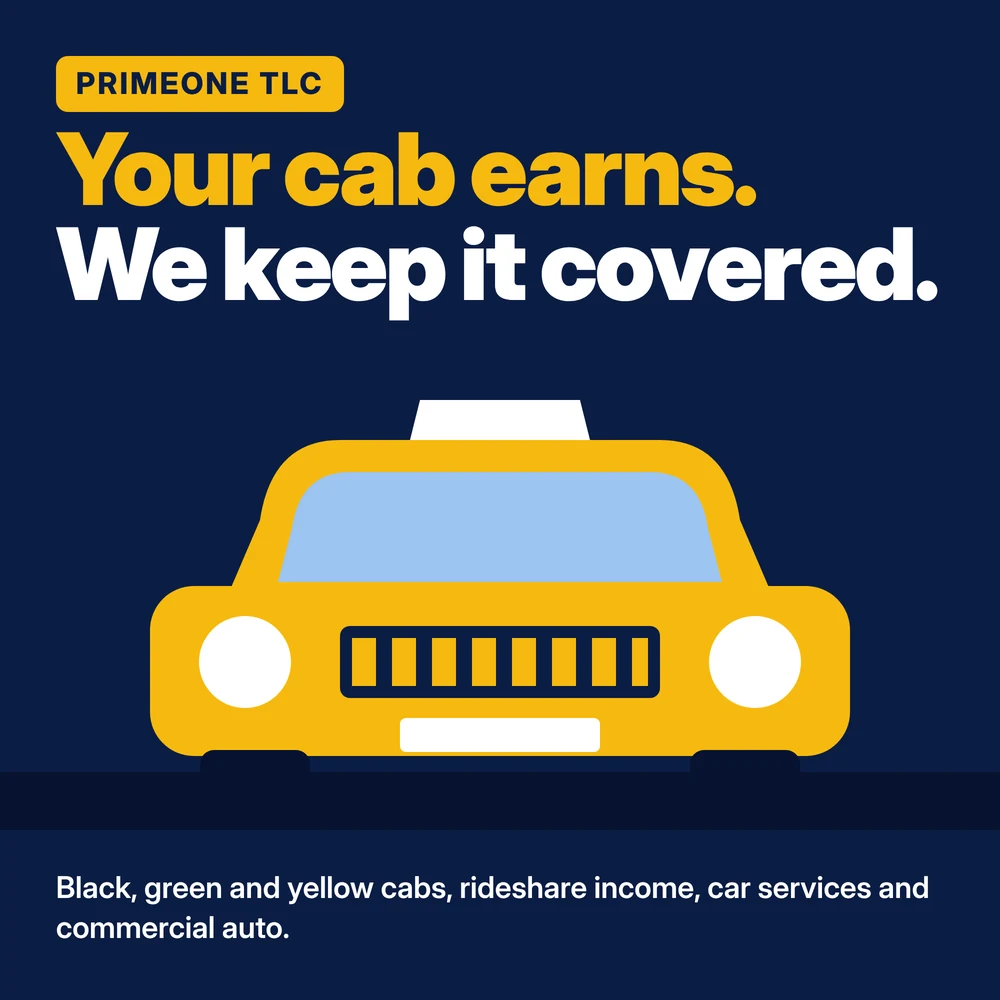 PRIMEONE TLC
Your cab earns.
We keep it covered.
Black, green and yellow cabs, rideshare income, car services and
commercial auto.